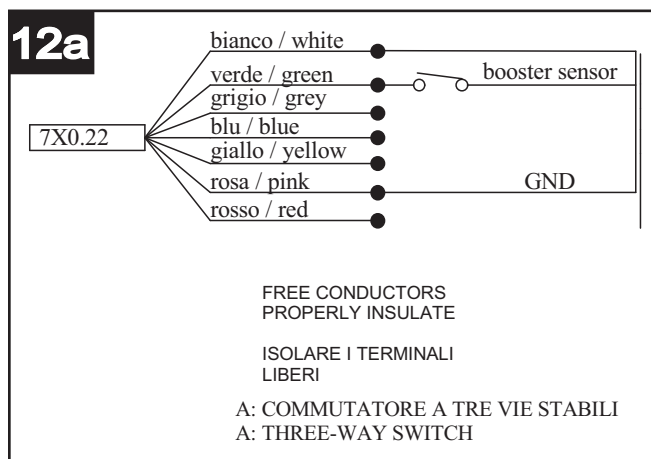 12a
bianco / white
verde / green
booster sensor
grigio / grey
7X0.22
blu / blue
giallo / yellow
rosa / pink
GND
rosso / red
FREE CONDUCTORS
PROPERLY INSULATE
ISOLARE I TERMINALI
LIBERI
A: COMMUTATORE A TRE VIE STABILI
A: THREE-WAY SWITCH